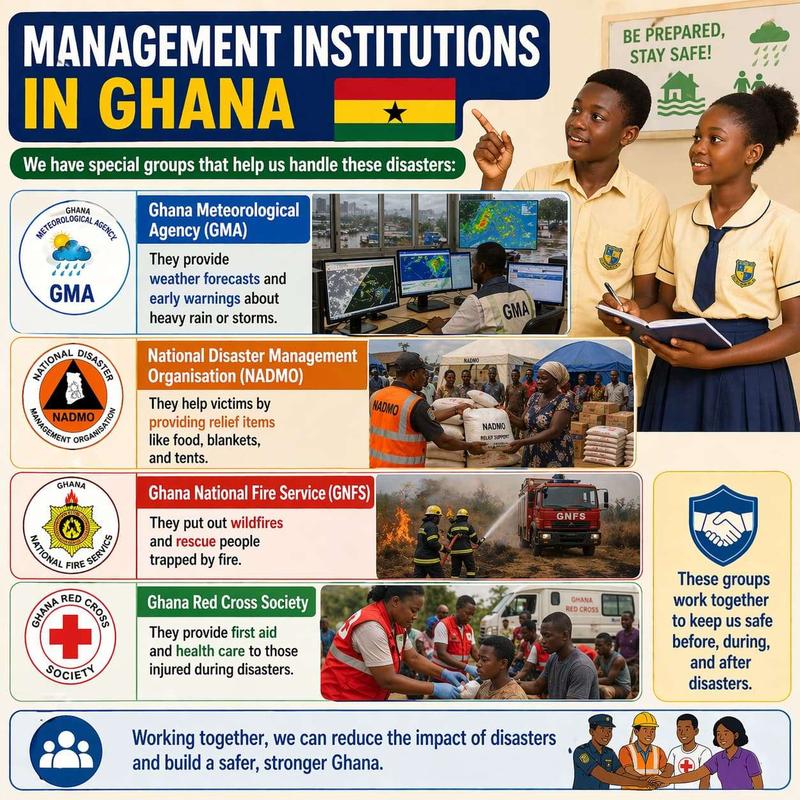 MANAGEMENT INSTITUTIONS
IN GHANA
BE PREPARED,
STAY SAFE!
We have special groups that help us handle these disasters:
GHANA
METEOROLOGICAL AGENCY
GMA
Ghana Meteorological
Agency (GMA)
They provide
weather forecasts and
early warnings about
heavy rain or storms.
GMA
NATIONAL DISASTER
NADMO
MANAGEMENT ORGANISATION
National Disaster Management
Organisation (NADMO)
They help victims by
providing relief items
like food, blankets,
and tents.
NADMO
NADMO
NADMO
RELIEF SUPPORT
GHANA
NATIONAL FIRE SERVICE
Ghana National Fire Service (GNFS)
They put out wildfires
and rescue people
trapped by fire.
GNFS
GHANA RED CROSS
SOCIETY
Ghana Red Cross Society
They provide first aid
and health care to those
injured during disasters.
GHANA
RED CROSS
These groups
work together
to keep us safe
before, during,
and after
disasters.
Working together, we can reduce the impact of disasters
and build a safer, stronger Ghana.